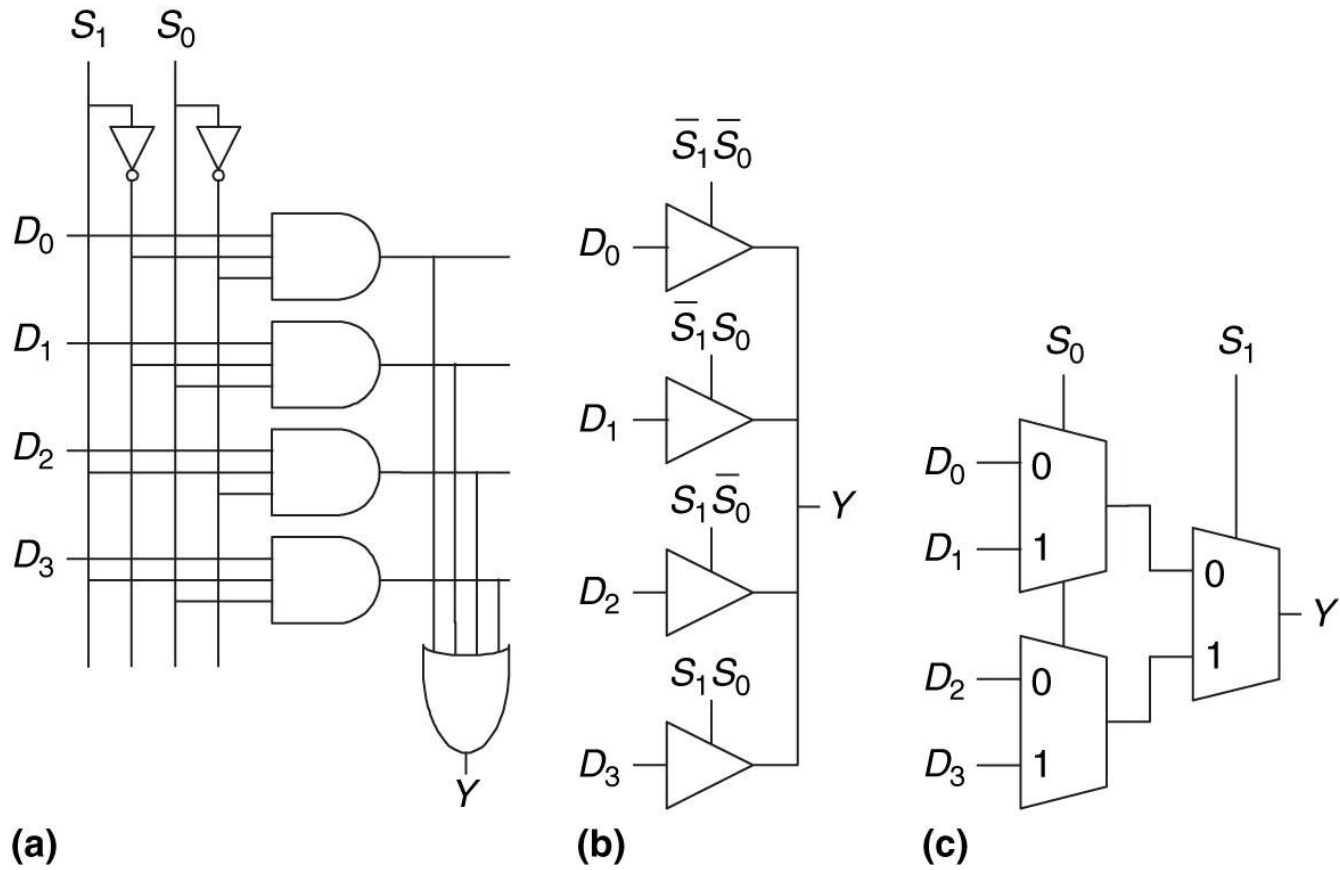 S₁ S₀
D₀
D₁
D₂
D₃
Y
(a)
S̅₁S̅₀
D₀
S̅₁S₀
D₁
S₁S̅₀
D₂
S₁S₀
D₃
Y
(b)
S₀ S₁
D₀ 0
D₁ 1
D₂ 0
D₃ 1
0
1
Y
(c)